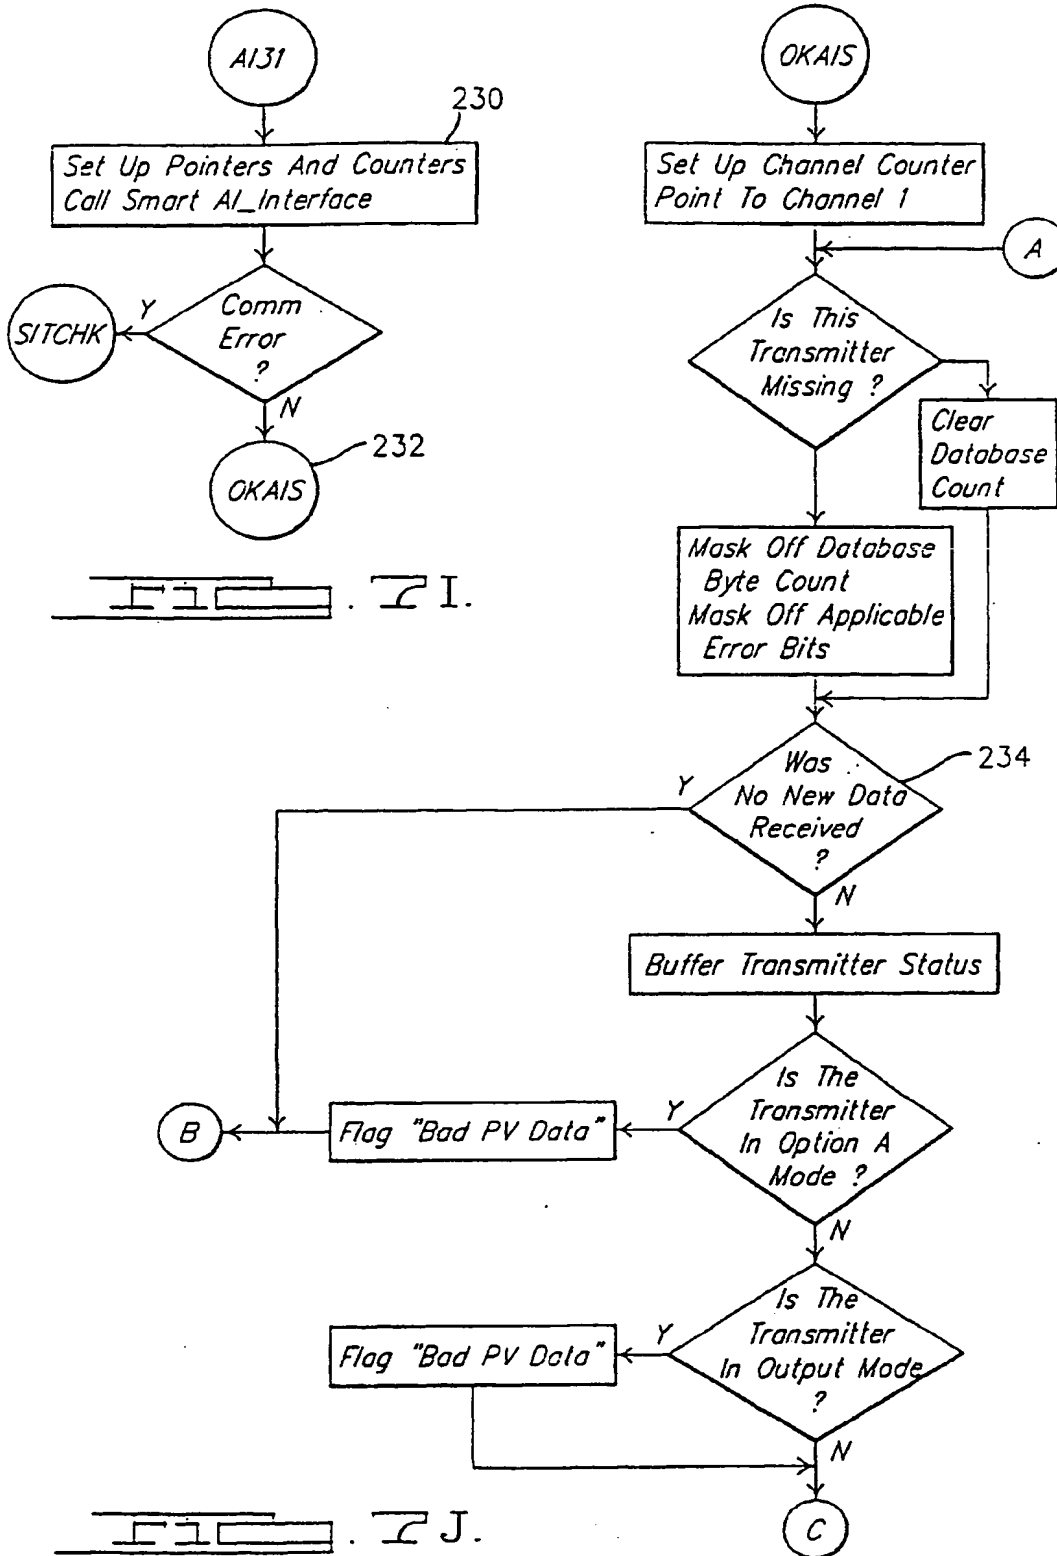 AI31
230
Set Up Pointers And Counters
Call Smart AI_Interface
Comm
Error
?
Y
SITCHK
N
232
OKAIS
FIG. 7I.
OKAIS
Set Up Channel Counter
Point To Channel 1
A
Is This
Transmitter
Missing ?
Clear
Database
Count
Mask Off Database
Byte Count
Mask Off Applicable
Error Bits
234
Was
No New Data
Received
?
Y
N
Buffer Transmitter Status
Is The
Transmitter
In Option A
Mode ?
Y
Flag "Bad PV Data"
B
N
Is The
Transmitter
In Output Mode
?
Y
Flag "Bad PV Data"
N
C
FIG. 7J.